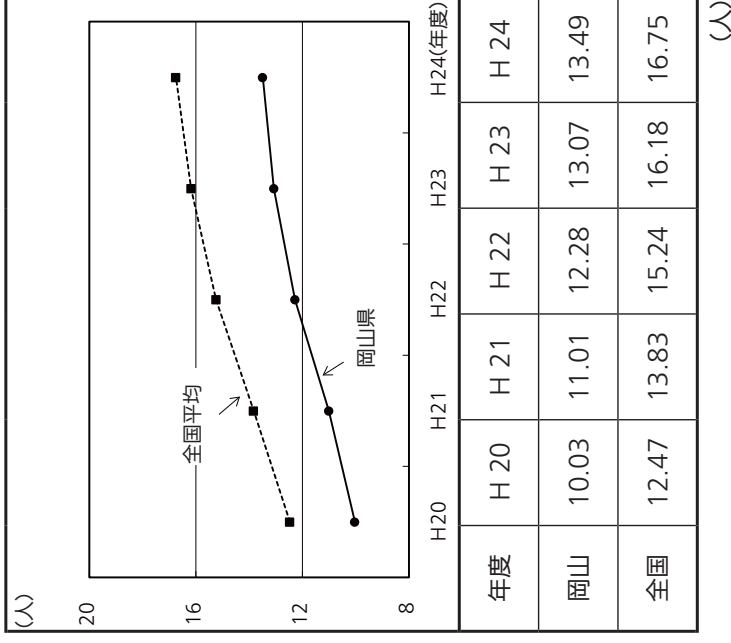 (人)
20
16
12
8
全国平均
岡山県
H20 H21 H22 H23 H24(年度)
年度 H 20 H 21 H 22 H 23 H 24
岡山 10.03 11.01 12.28 13.07 13.49
全国 12.47 13.83 15.24 16.18 16.75
(人)